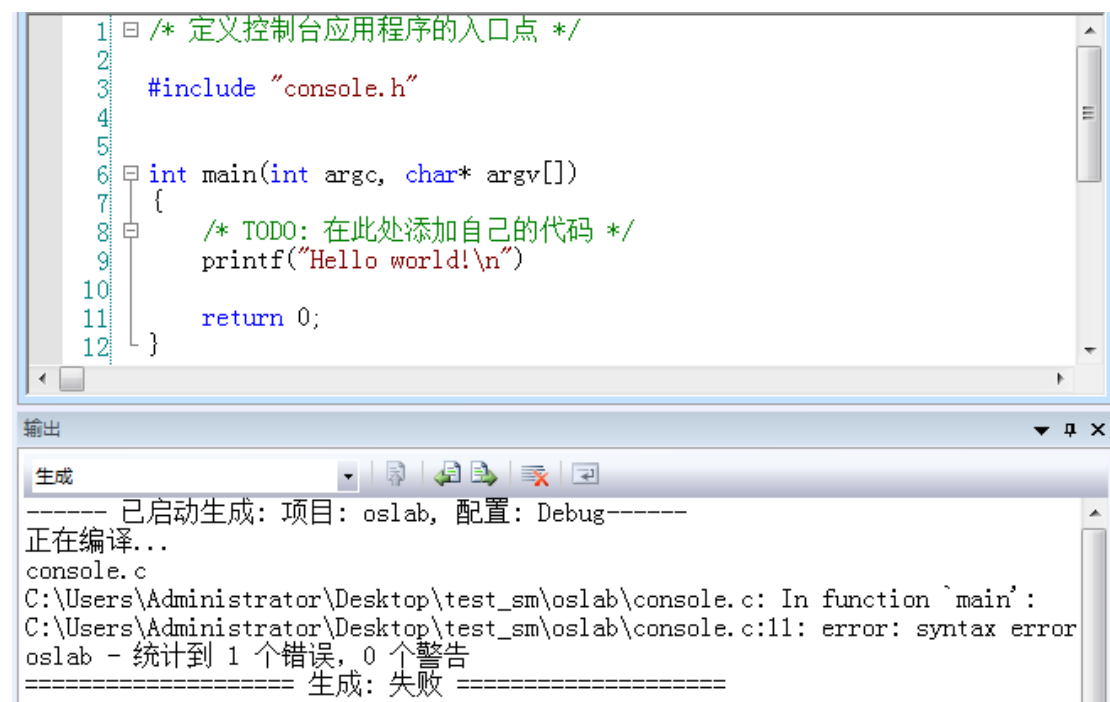 1 /* 定义控制台应用程序的入口点 */
2
3 #include "console.h"
4
5
6 int main(int argc, char* argv[])
7 {
8 /* TODO: 在此处添加自己的代码 */
9 printf("Hello world!\n")
10
11 return 0;
12 }
输出
生成
------ 已启动生成: 项目: oslab, 配置: Debug------
正在编译...
console.c
C:\Users\Administrator\Desktop\test_sm\oslab\console.c: In function `main':
C:\Users\Administrator\Desktop\test_sm\oslab\console.c:11: error: syntax error
oslab - 统计到 1 个错误, 0 个警告
==================== 生成: 失败 ====================